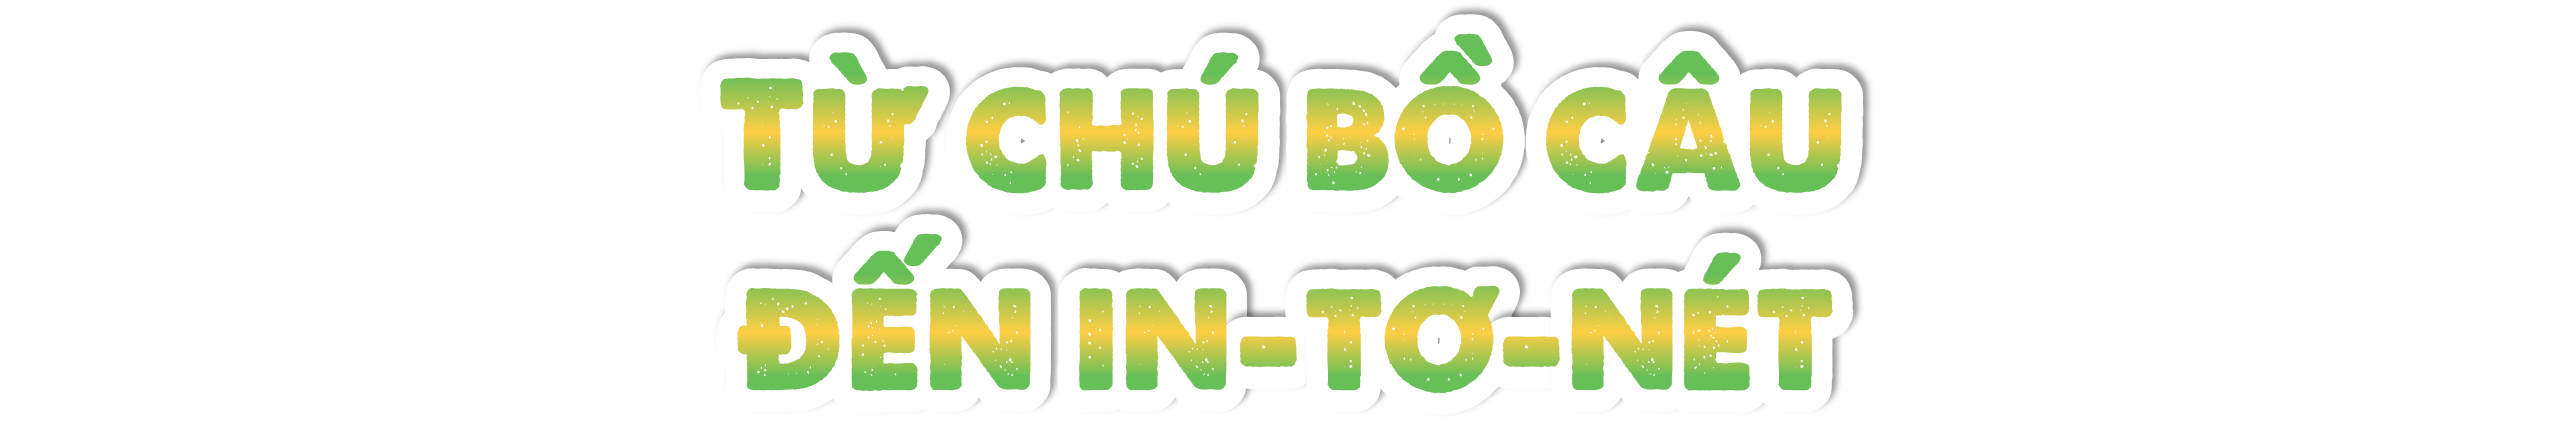 TỪ CHÚ BỒ CÂU
ĐẾN IN-TƠ-NÉT